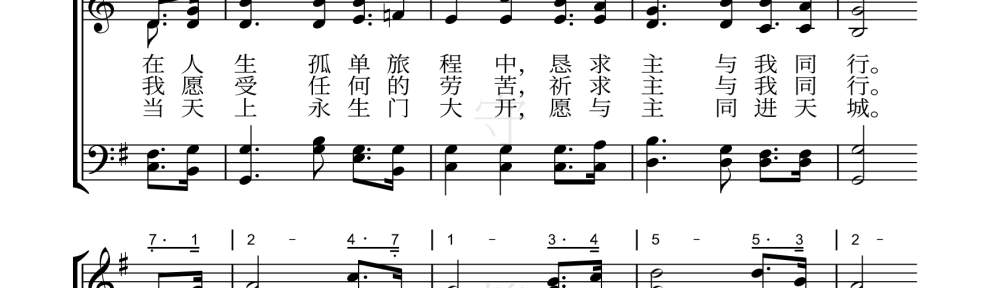 在 人 生 孤 单 旅 程 中， 恳 求 主 与 我 同 行。
我 愿 受 任 何 的 劳 苦， 祈 求 主 与 我 同 行。
当 天 上 永 生 门 大 开， 愿 与 主 同 进 天 城。
7· 1 | 2 - 4· 7 | 1 - 3· 4 | 5 - 5· 3 | 2 -